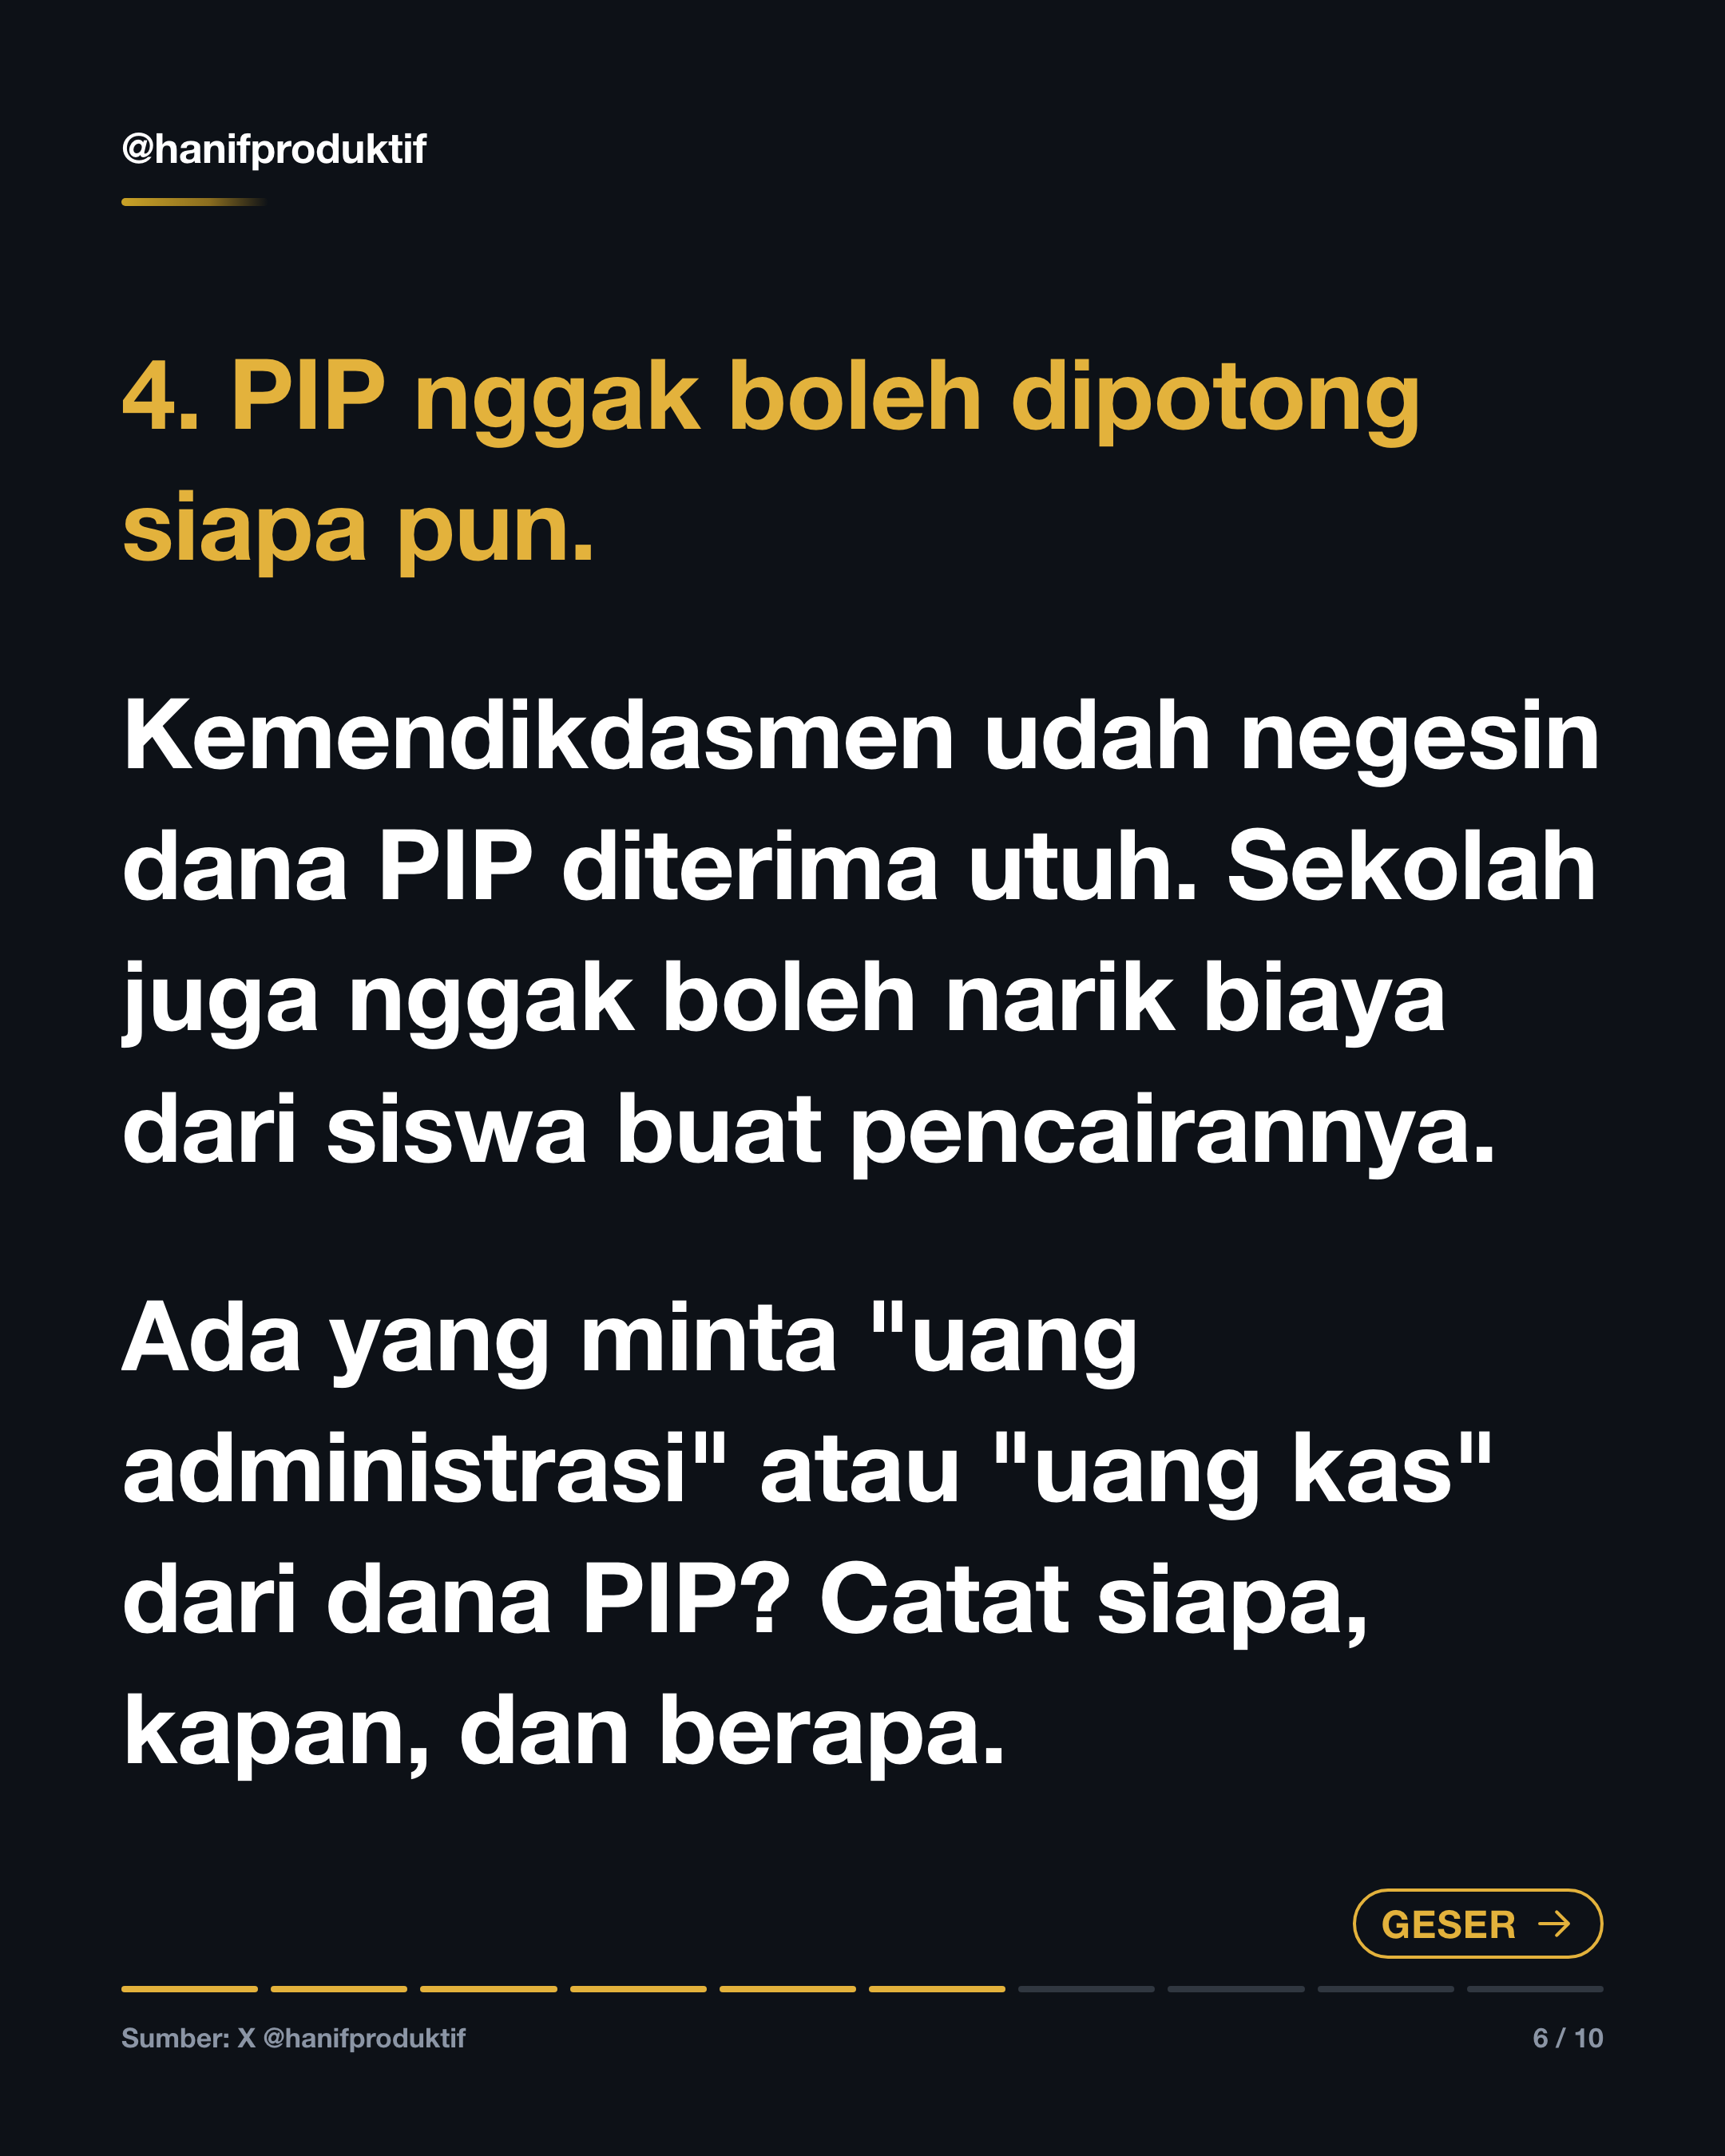 @hanifproduktif
4. PIP nggak boleh dipotong
siapa pun.
Kemendikdasmen udah negesin
dana PIP diterima utuh. Sekolah
juga nggak boleh narik biaya
dari siswa buat pencairannya.
Ada yang minta "uang
administrasi" atau "uang kas"
dari dana PIP? Catat siapa,
kapan, dan berapa.
GESER →
Sumber: X @hanifproduktif
6 / 10